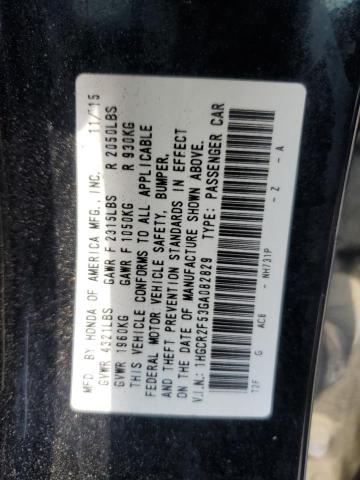 MFD BY HONDA OF AMERICA MFG., INC. 11/15
GVWR 4321LBS GAWR F 2315LBS R 2050LBS
GVWR 1960KG GAWR F 1050KG R 930KG
THIS VEHICLE CONFORMS TO ALL APPLICABLE
FEDERAL MOTOR VEHICLE SAFETY, BUMPER,
AND THEFT PREVENTION STANDARDS IN EFFECT
ON THE DATE OF MANUFACTURE SHOWN ABOVE.
V.I.N.: 1HGCR2F53GA082829 TYPE: PASSENGER CAR
T2F G AC6 NH731P Z A